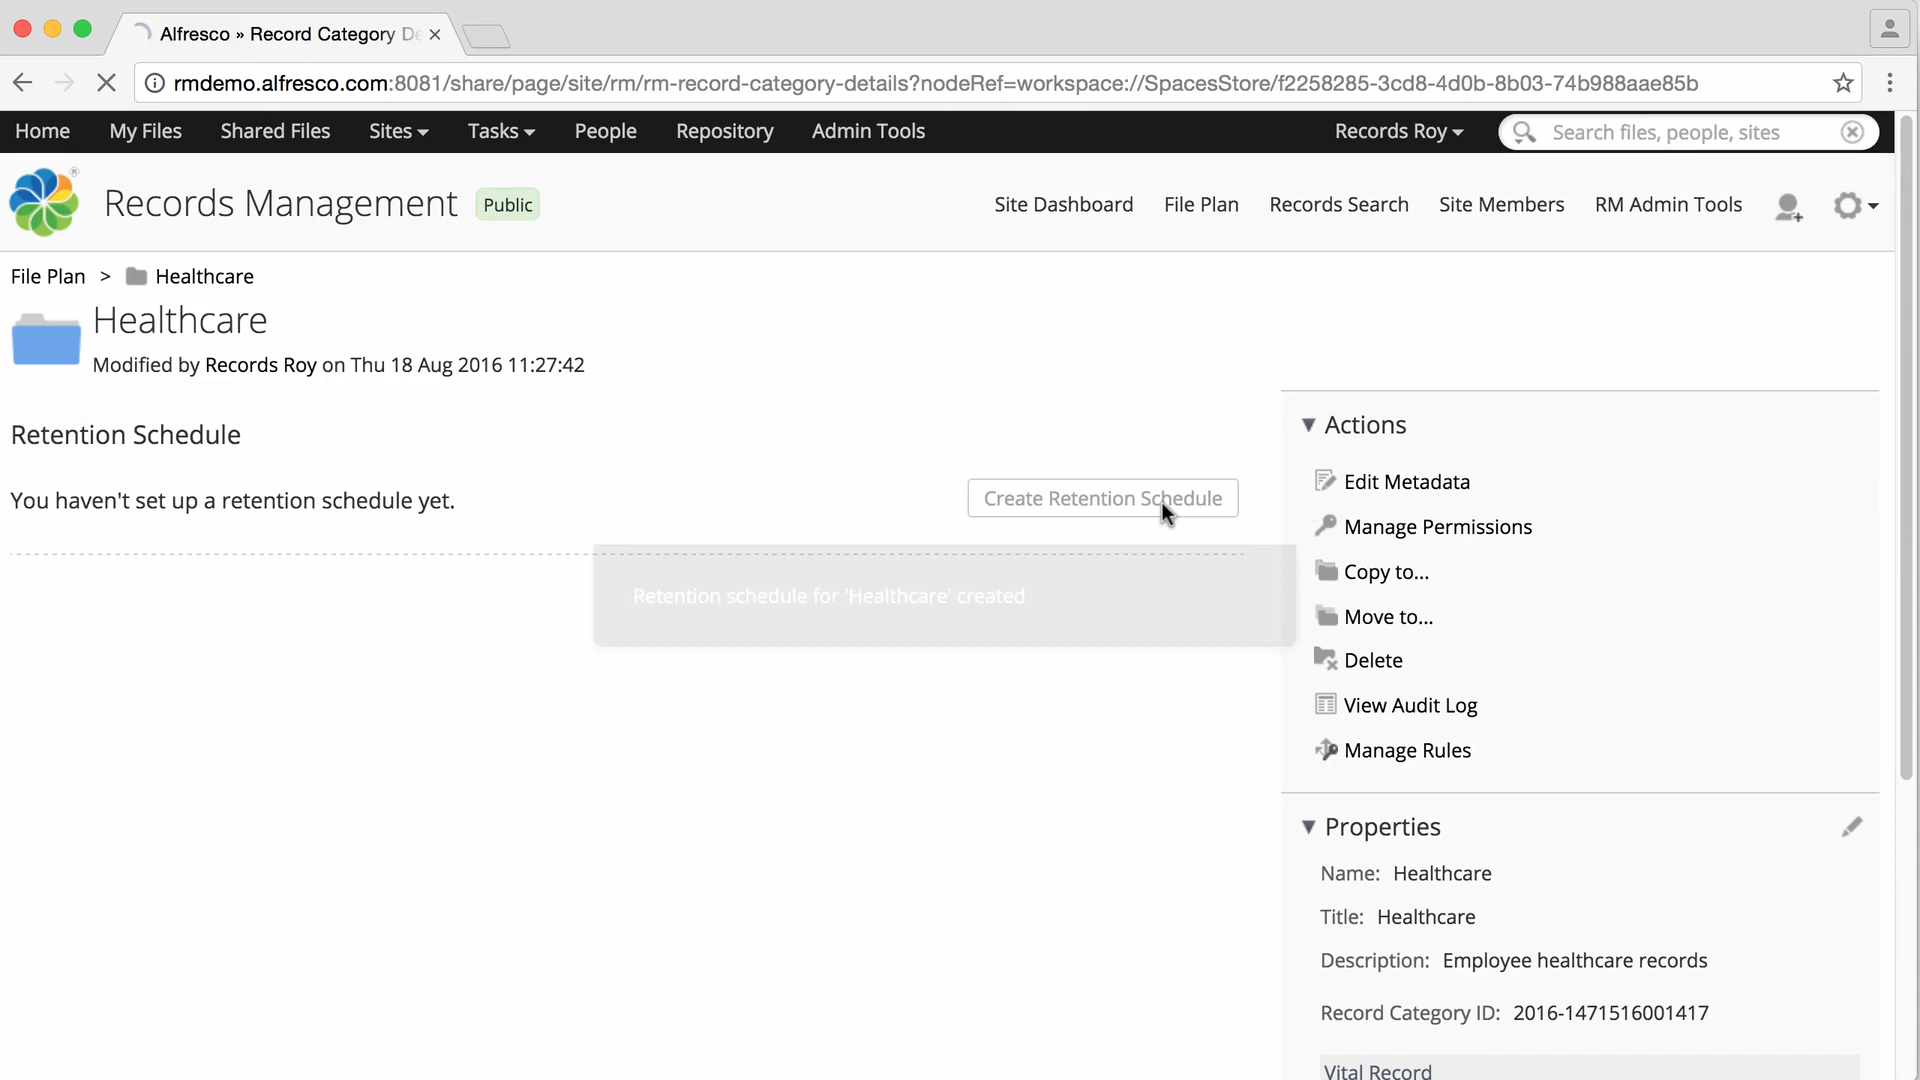 Alfresco » Record Category De
rmdemo.alfresco.com:8081/share/page/site/rm/rm-record-category-details?nodeRef=workspace://SpacesStore/f2258285-3cd8-4d0b-8b03-74b988aae85b
Home My Files Shared Files Sites Tasks People Repository Admin Tools Records Roy Search files, people, sites
Records Management Public Site Dashboard File Plan Records Search Site Members RM Admin Tools
®
File Plan > Healthcare
Healthcare
Modified by Records Roy on Thu 18 Aug 2016 11:27:42
Retention Schedule
You haven't set up a retention schedule yet.
Create Retention Schedule
Retention schedule for 'Healthcare' created
Actions
Edit Metadata
Manage Permissions
Copy to...
Move to...
Delete
View Audit Log
Manage Rules
Properties
Name: Healthcare
Title: Healthcare
Description: Employee healthcare records
Record Category ID: 2016-1471516001417
Vital Record